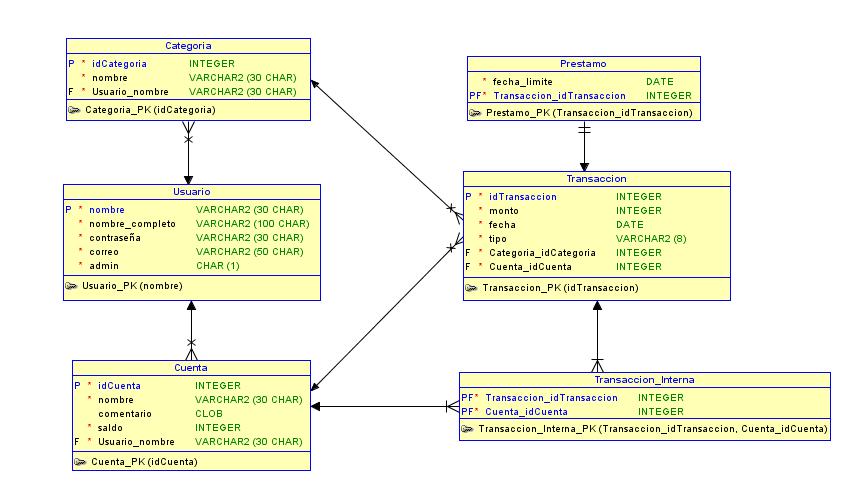 Categoria
P * idCategoria INTEGER
* nombre VARCHAR2 (30 CHAR)
F * Usuario_nombre VARCHAR2 (30 CHAR)
Categoria_PK (idCategoria)
Prestamo
* fecha_limite DATE
PF* Transaccion_idTransaccion INTEGER
Prestamo_PK (Transaccion_idTransaccion)
Usuario
P * nombre VARCHAR2 (30 CHAR)
* nombre_completo VARCHAR2 (100 CHAR)
* contraseña VARCHAR2 (30 CHAR)
* correo VARCHAR2 (50 CHAR)
* admin CHAR (1)
Usuario_PK (nombre)
Transaccion
P * idTransaccion INTEGER
* monto INTEGER
* fecha DATE
* tipo VARCHAR2 (8)
F * Categoria_idCategoria INTEGER
F * Cuenta_idCuenta INTEGER
Transaccion_PK (idTransaccion)
Cuenta
P * idCuenta INTEGER
* nombre VARCHAR2 (30 CHAR)
comentario CLOB
* saldo INTEGER
F * Usuario_nombre VARCHAR2 (30 CHAR)
Cuenta_PK (idCuenta)
Transaccion_Interna
PF* Transaccion_idTransaccion INTEGER
PF* Cuenta_idCuenta INTEGER
Transaccion_Interna_PK (Transaccion_idTransaccion, Cuenta_idCuenta)